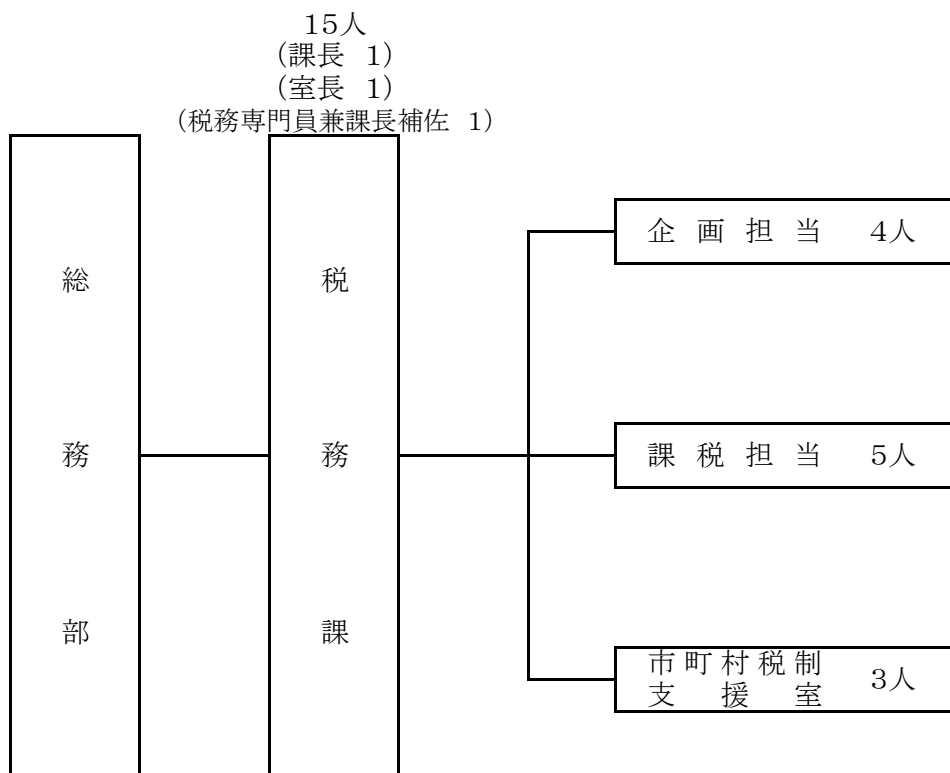 15人
(課長 1)
(室長 1)
(税務専門員兼課長補佐 1)
総務部
税務課
企画担当 4人
課税担当 5人
市町村税制
支援室 3人